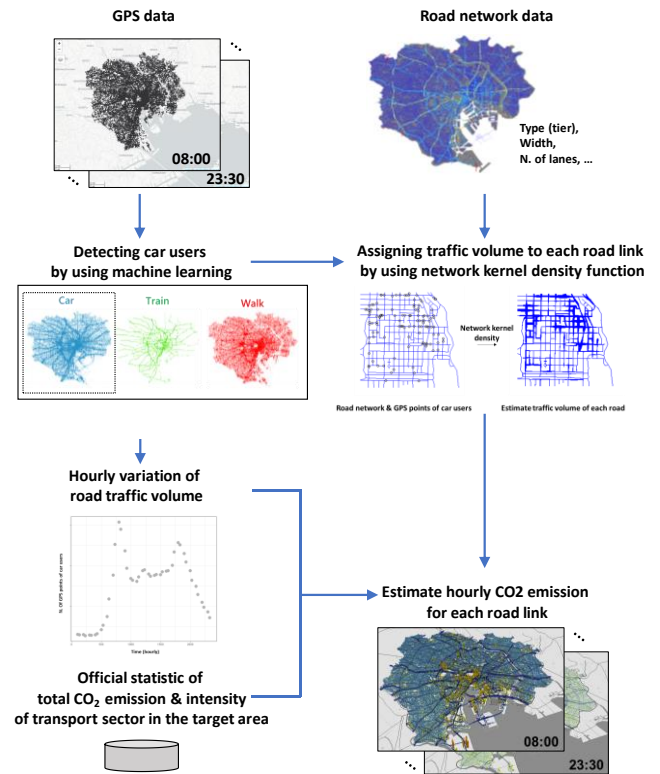 GPS data
08:00
23:30
Road network data
Type (tier),
Width,
N. of lanes, ...
Detecting car users
by using machine learning
Car
Train
Walk
Assigning traffic volume to each road link
by using network kernel density function
Network kernel
density
Road network & GPS points of car users
Estimate traffic volume of each road
Hourly variation of
road traffic volume
N. Of GPS points of car users
Time (hourly)
Official statistic of
total CO₂ emission & intensity
of transport sector in the target area
Estimate hourly CO2 emission
for each road link
08:00
23:30